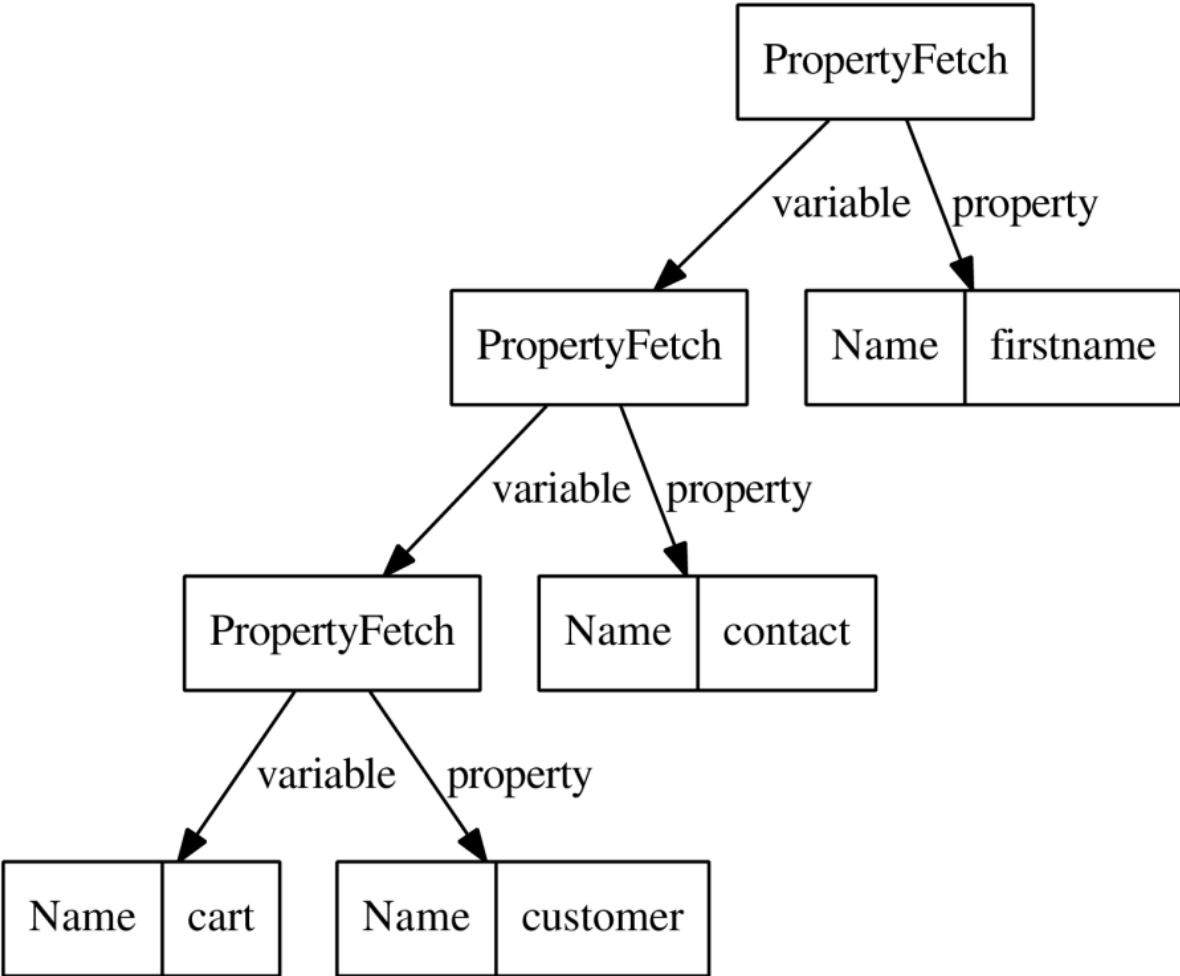 PropertyFetch
variable property
PropertyFetch
Name firstname
variable property
PropertyFetch
Name contact
variable property
Name cart
Name customer